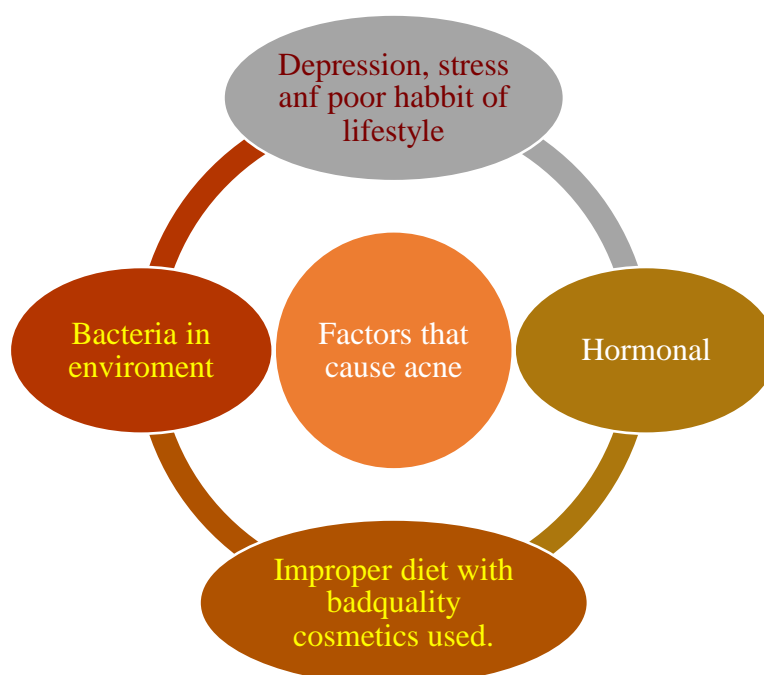 Depression, stress
anf poor habbit of
lifestyle
Bacteria in
enviroment
Factors that
cause acne
Hormonal
Improper diet with
badquality
cosmetics used.